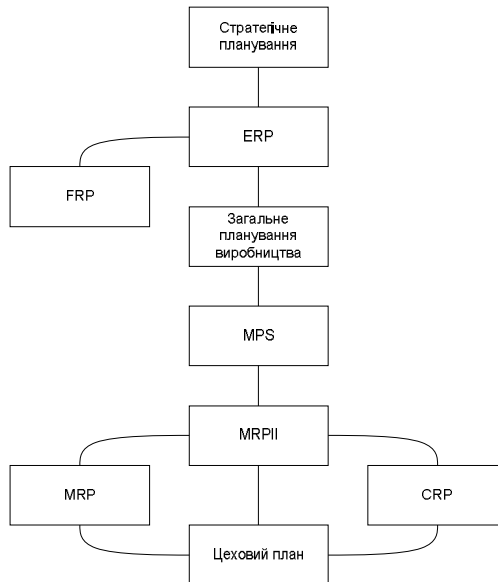 Стратегічне
планування
ERP
FRP
Загальне
планування
виробництва
MPS
MRPII
MRP
CRP
Цеховий план